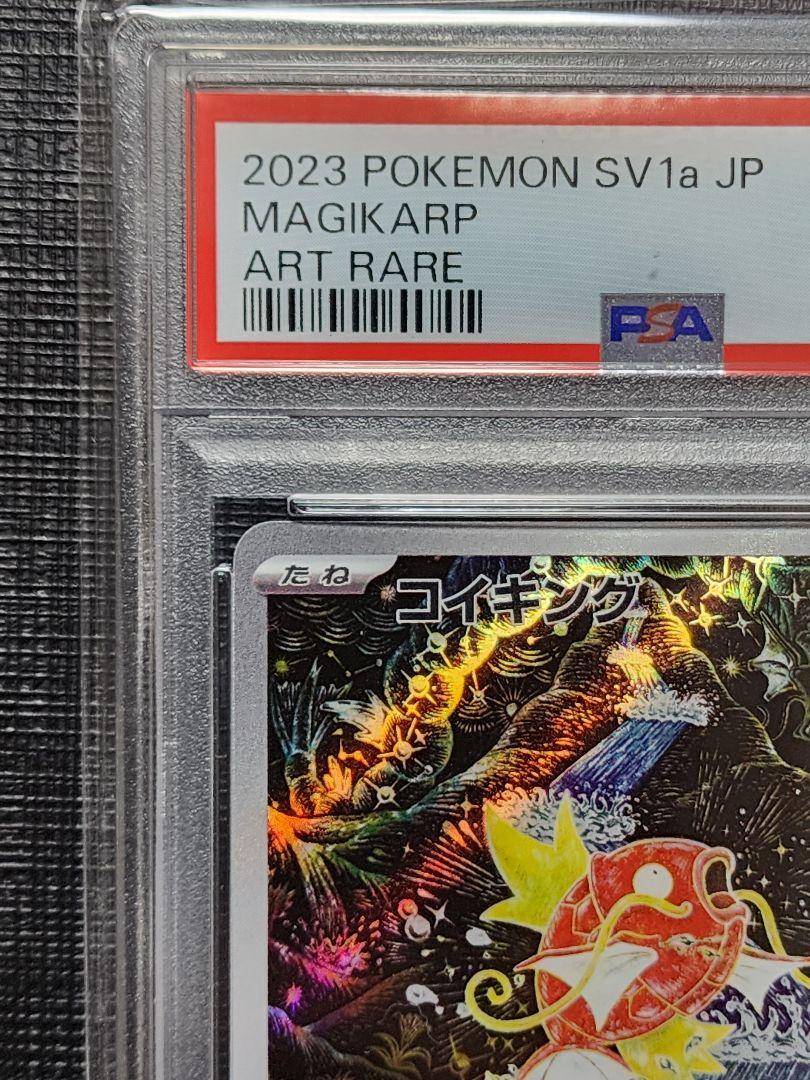 2023 POKEMON SV1a JP
MAGIKARP
ART RARE
PSA
たね
コイキング